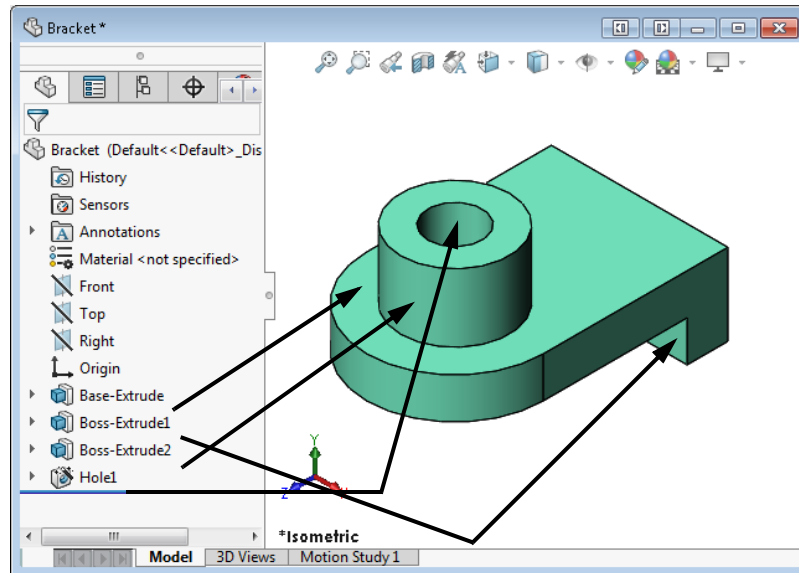 Bracket *
Bracket (Default<<Default>_Dis
History
Sensors
A Annotations
Material <not specified>
Front
Top
Right
Origin
Base-Extrude
Boss-Extrude1
Boss-Extrude2
Hole1
Y
Z
*Isometric
Model 3D Views Motion Study 1